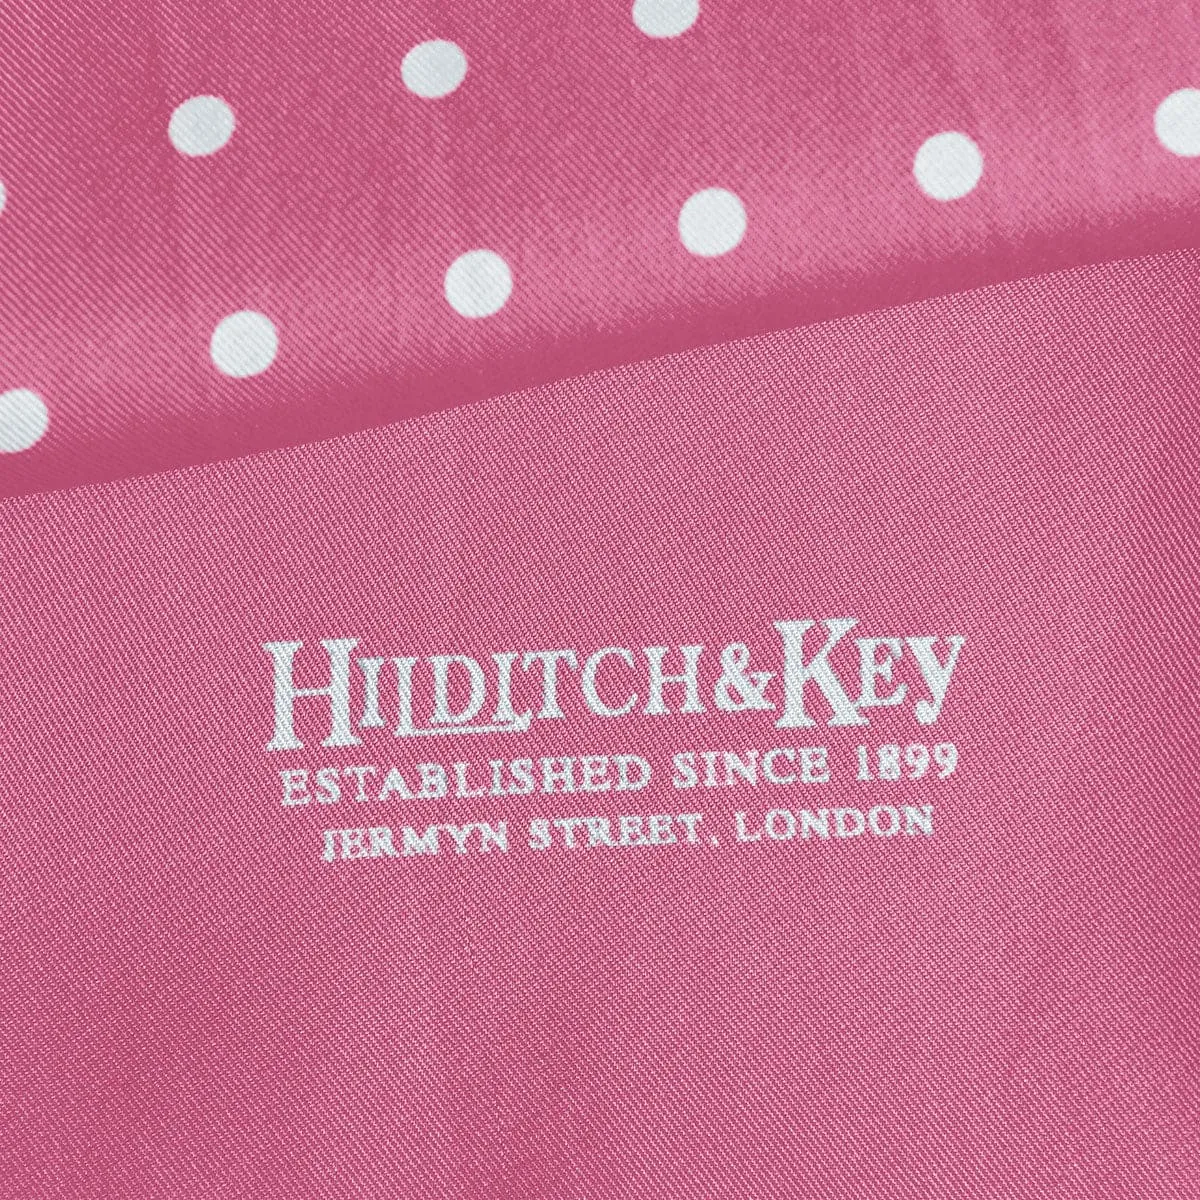 HILDITCH&KEY
ESTABLISHED SINCE 1899
JERMYN STREET, LONDON